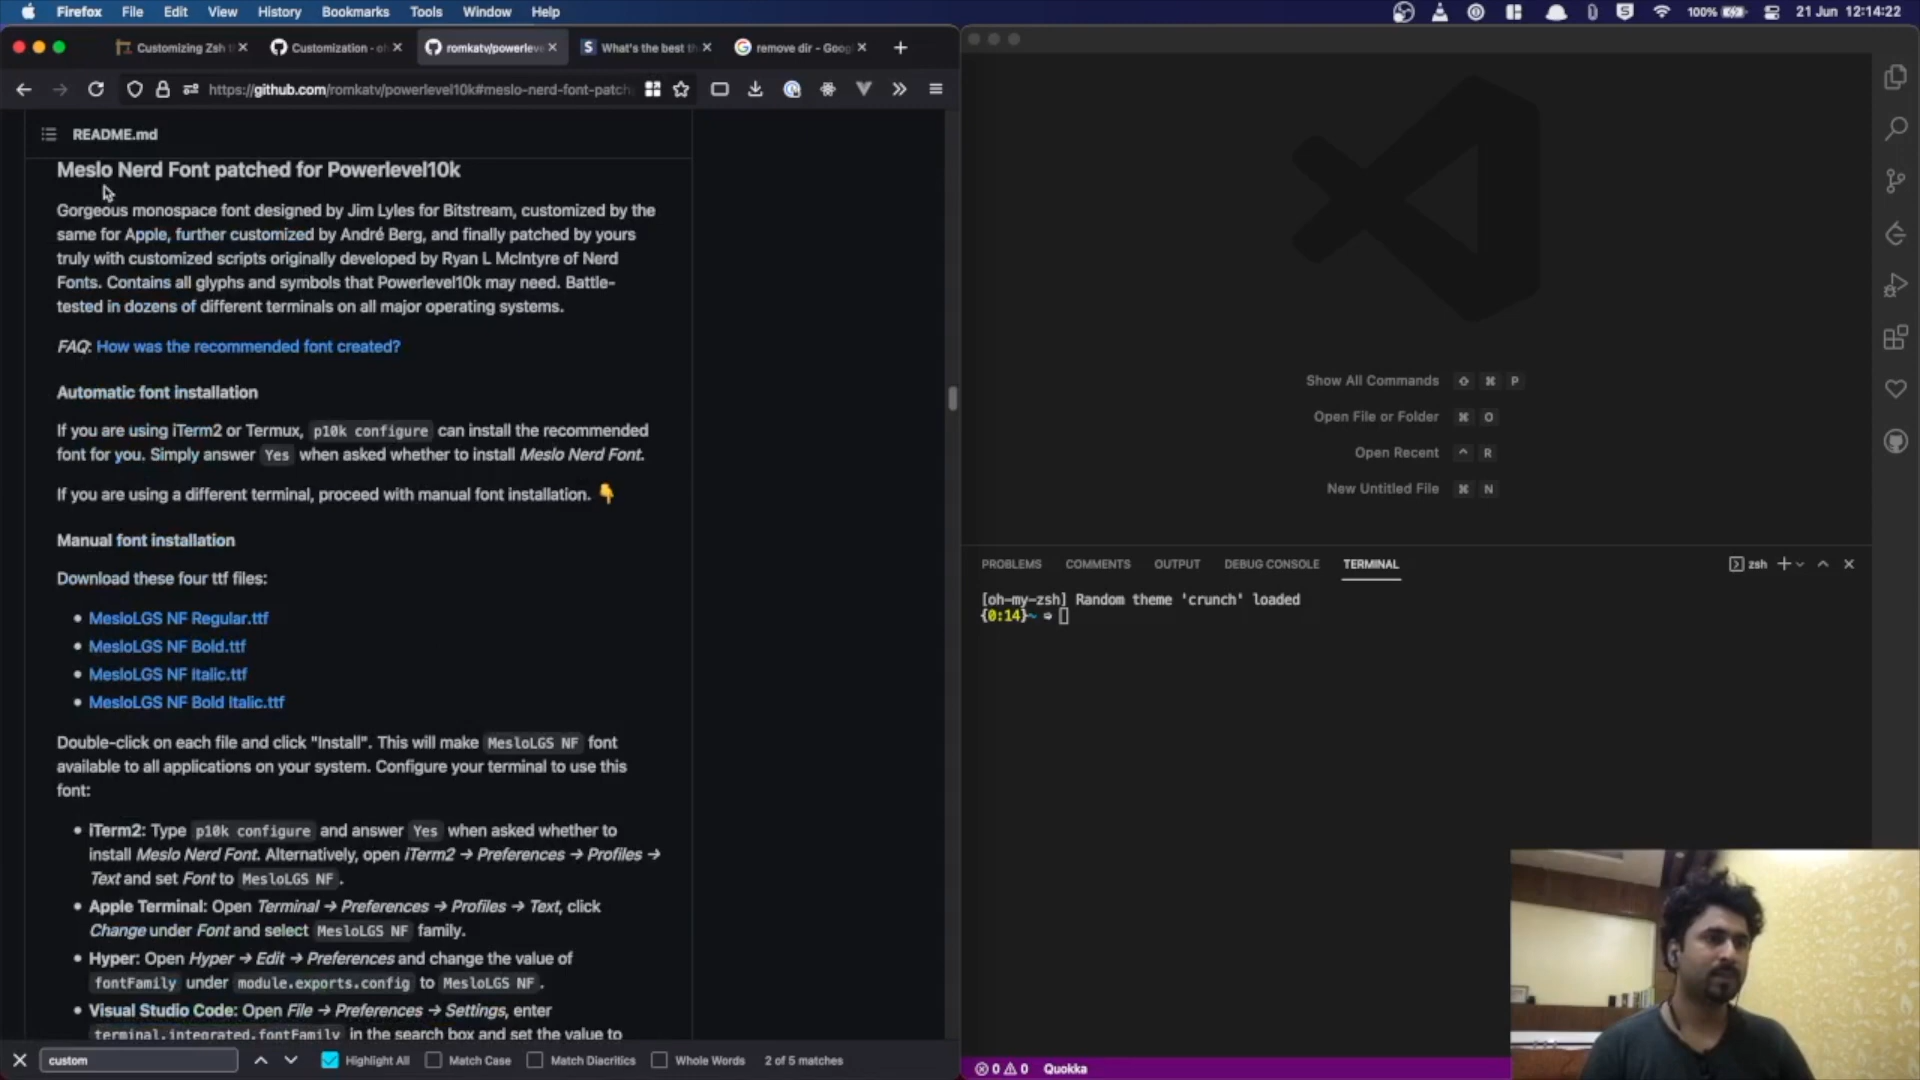 Firefox File Edit View History Bookmarks Tools Window Help 100% 21 Jun 12:14:22
Customizing Zsh Customization - romkatv/powerleve What's the best th remove dir - Goog
https://github.com/romkatv/powerlevel10k#meslo-nerd-font-patch
README.md
Meslo Nerd Font patched for Powerlevel10k
Gorgeous monospace font designed by Jim Lyles for Bitstream, customized by the
same for Apple, further customized by André Berg, and finally patched by yours
truly with customized scripts originally developed by Ryan L McIntyre of Nerd
Fonts. Contains all glyphs and symbols that Powerlevel10k may need. Battle-
tested in dozens of different terminals on all major operating systems.
FAQ: How was the recommended font created?
Automatic font installation
If you are using iTerm2 or Termux, p10k configure can install the recommended
font for you. Simply answer Yes when asked whether to install Meslo Nerd Font.
If you are using a different terminal, proceed with manual font installation. 👇
Manual font installation
Download these four ttf files:
• MesloLGS NF Regular.ttf
• MesloLGS NF Bold.ttf
• MesloLGS NF Italic.ttf
• MesloLGS NF Bold Italic.ttf
Double-click on each file and click "Install". This will make MesloLGS NF font
available to all applications on your system. Configure your terminal to use this
font:
• iTerm2: Type p10k configure and answer Yes when asked whether to
install Meslo Nerd Font. Alternatively, open iTerm2 → Preferences → Profiles →
Text and set Font to MesloLGS NF.
• Apple Terminal: Open Terminal → Preferences → Profiles → Text, click
Change under Font and select MesloLGS NF family.
• Hyper: Open Hyper → Edit → Preferences and change the value of
fontFamily under module.exports.config to MesloLGS NF.
• Visual Studio Code: Open File → Preferences → Settings, enter
terminal.integrated.fontFamily in the search box and set the value to
custom Highlight All Match Case Match Diacritics Whole Words 2 of 5 matches
Show All Commands ⇧ ⌘ P
Open File or Folder ⌘ O
Open Recent ^ R
New Untitled File ⌘ N
PROBLEMS COMMENTS OUTPUT DEBUG CONSOLE TERMINAL zsh
[oh-my-zsh] Random theme 'crunch' loaded
{0:14}~ ⇨
0 0 Quokka